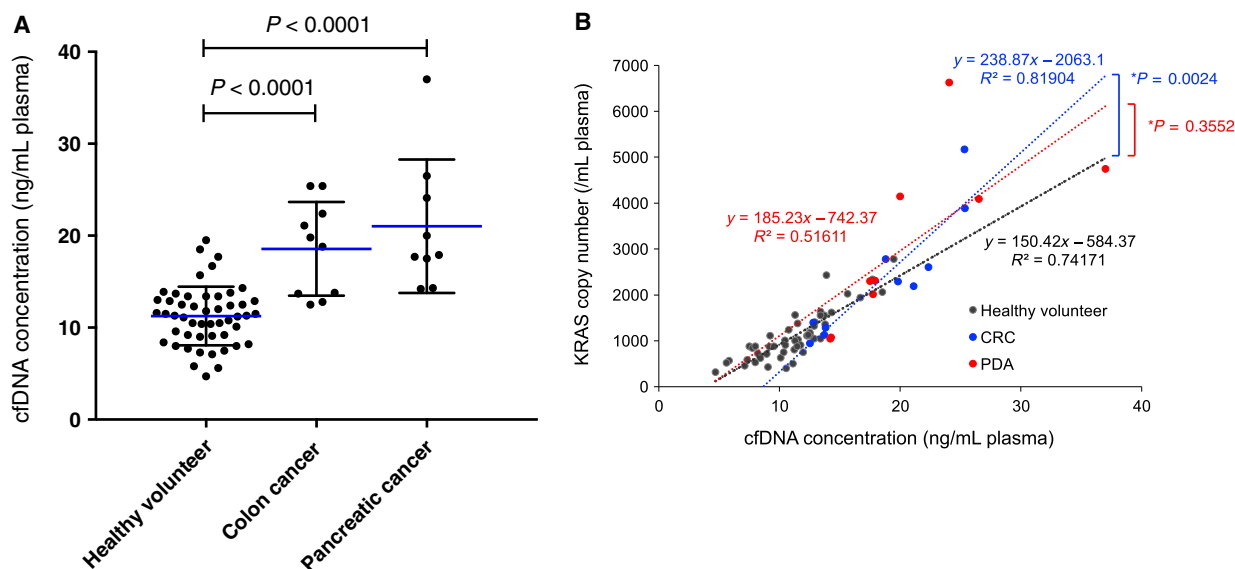 A
P < 0.0001
P < 0.0001
cfDNA concentration (ng/mL plasma)
40
30
20
10
0
Healthy volunteer
Colon cancer
Pancreatic cancer
B
y = 238.87x − 2063.1
R² = 0.81904
*P = 0.0024
*P = 0.3552
y = 185.23x − 742.37
R² = 0.51611
y = 150.42x − 584.37
R² = 0.74171
Healthy volunteer
CRC
PDA
KRAS copy number (/mL plasma)
7000
6000
5000
4000
3000
2000
1000
0
0 10 20 30 40
cfDNA concentration (ng/mL plasma)